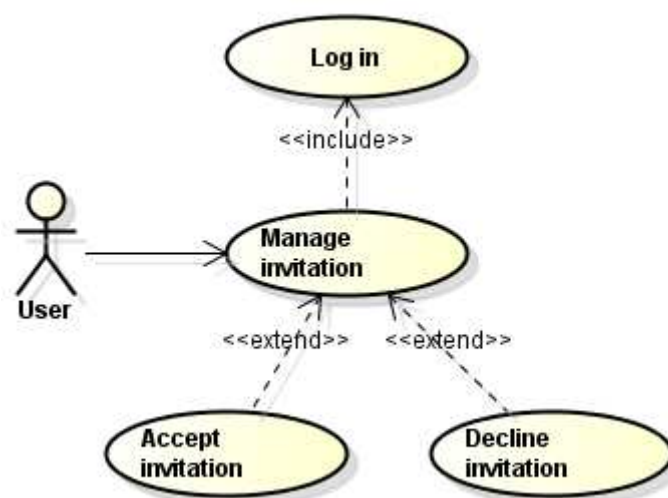 Log in
<<include>>
Manage
invitation
User
<<extend>>
<<extend>>
Accept
invitation
Decline
invitation